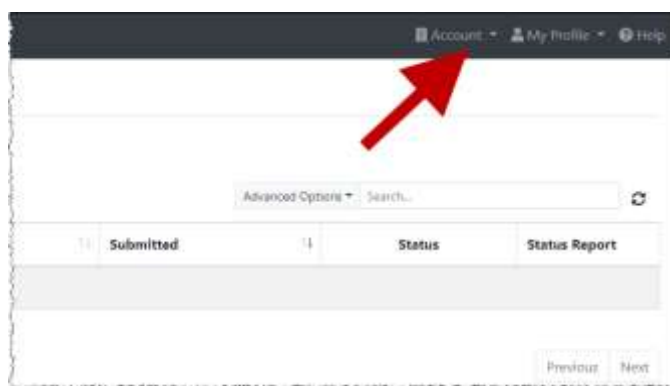 Account My Profile Help
Advanced Options Search...
Submitted Status Status Report
Previous Next